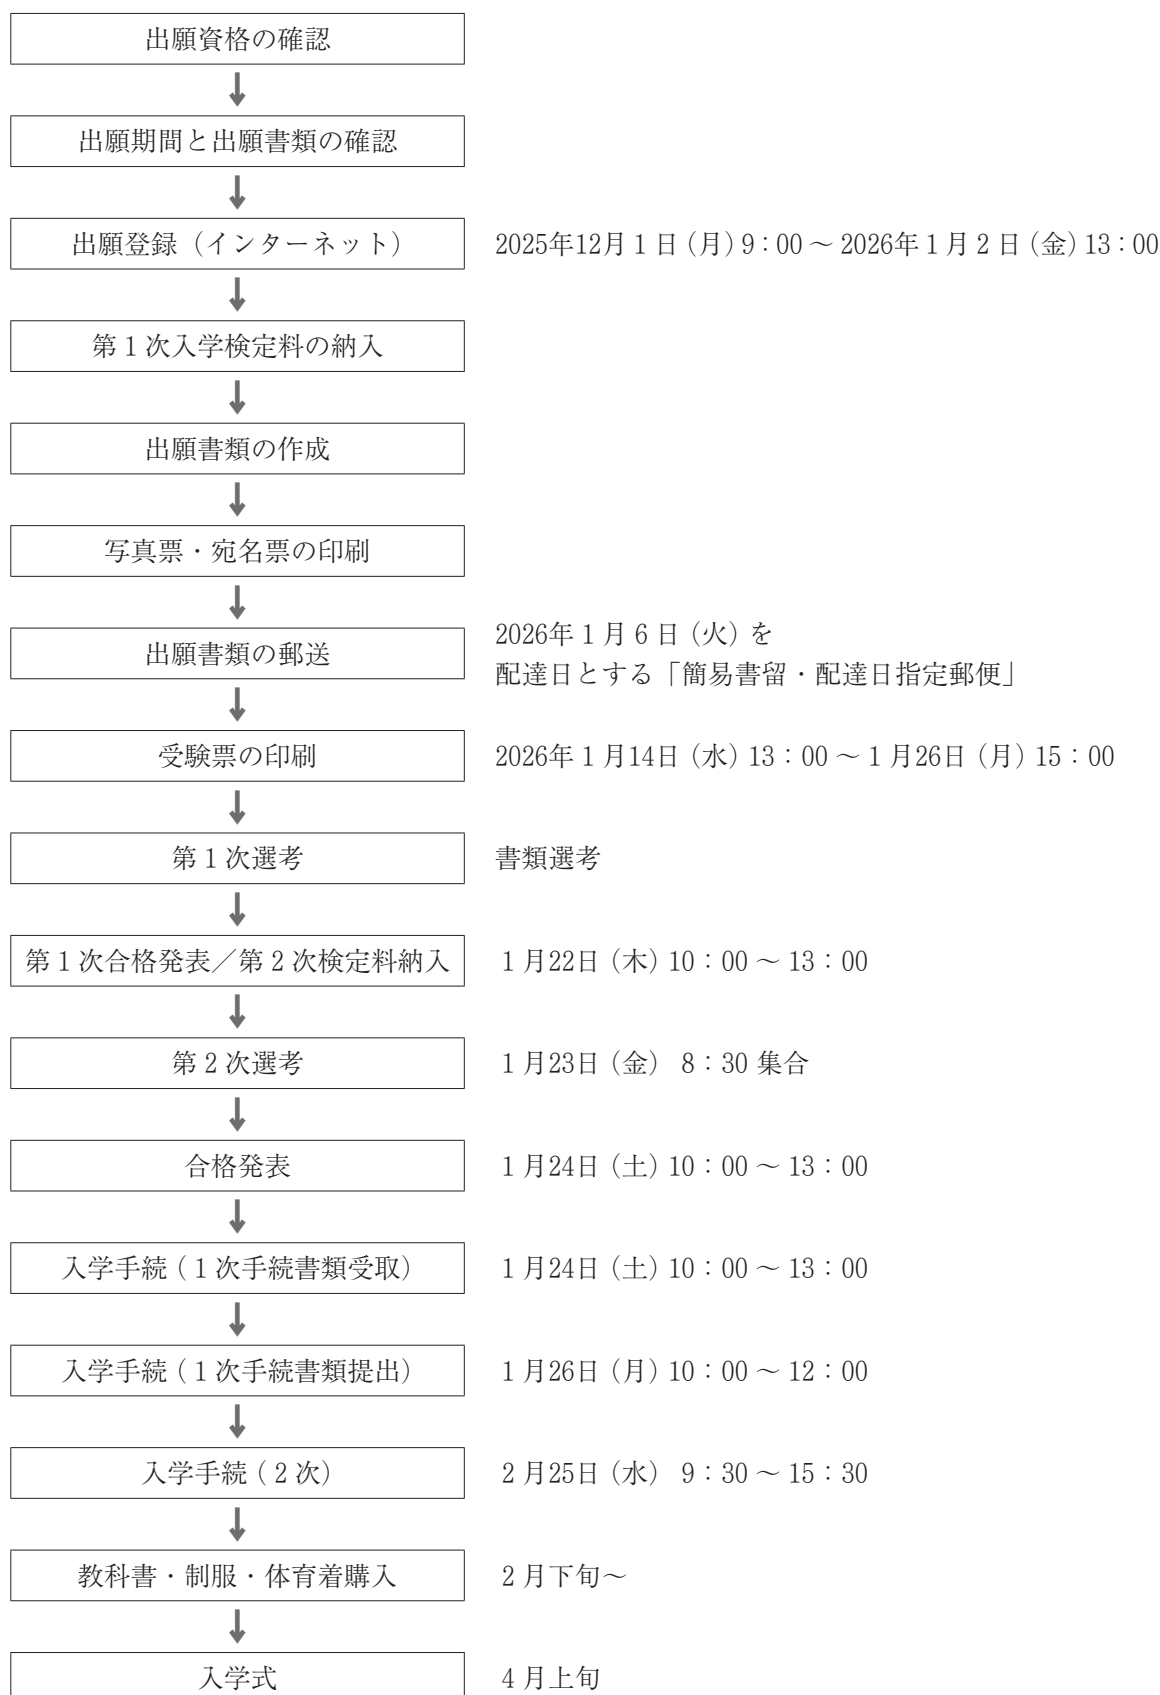 出願資格の確認
出願期間と出願書類の確認
出願登録（インターネット） 2025年12月1日（月）9：00～2026年1月2日（金）13：00
第1次入学検定料の納入
出願書類の作成
写真票・宛名票の印刷
出願書類の郵送
2026年1月6日（火）を
配達日とする「簡易書留・配達日指定郵便」
受験票の印刷 2026年1月14日（水）13：00～1月26日（月）15：00
第1次選考 書類選考
第1次合格発表／第2次検定料納入 1月22日（木）10：00～13：00
第2次選考 1月23日（金） 8：30 集合
合格発表 1月24日（土）10：00～13：00
入学手続（1次手続書類受取） 1月24日（土）10：00～13：00
入学手続（1次手続書類提出） 1月26日（月）10：00～12：00
入学手続（2次） 2月25日（水） 9：30～15：30
教科書・制服・体育着購入 2月下旬～
入学式 4月上旬